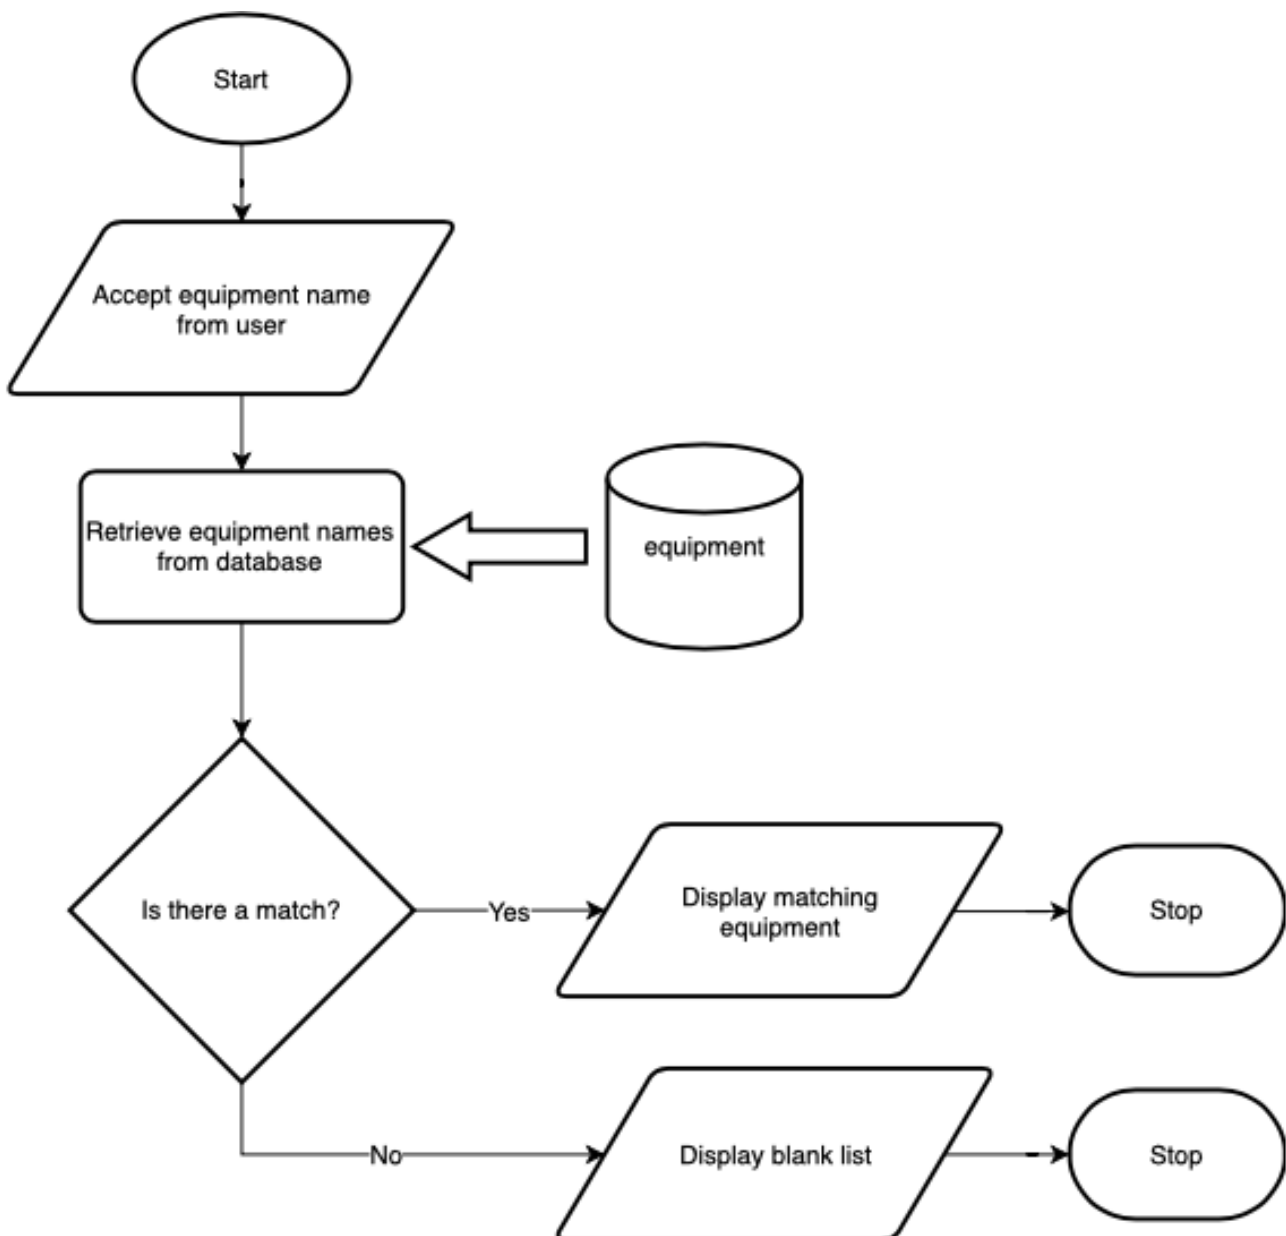 Start
Accept equipment name
from user
Retrieve equipment names
from database
equipment
Is there a match?
Yes
Display matching
equipment
Stop
No
Display blank list
Stop